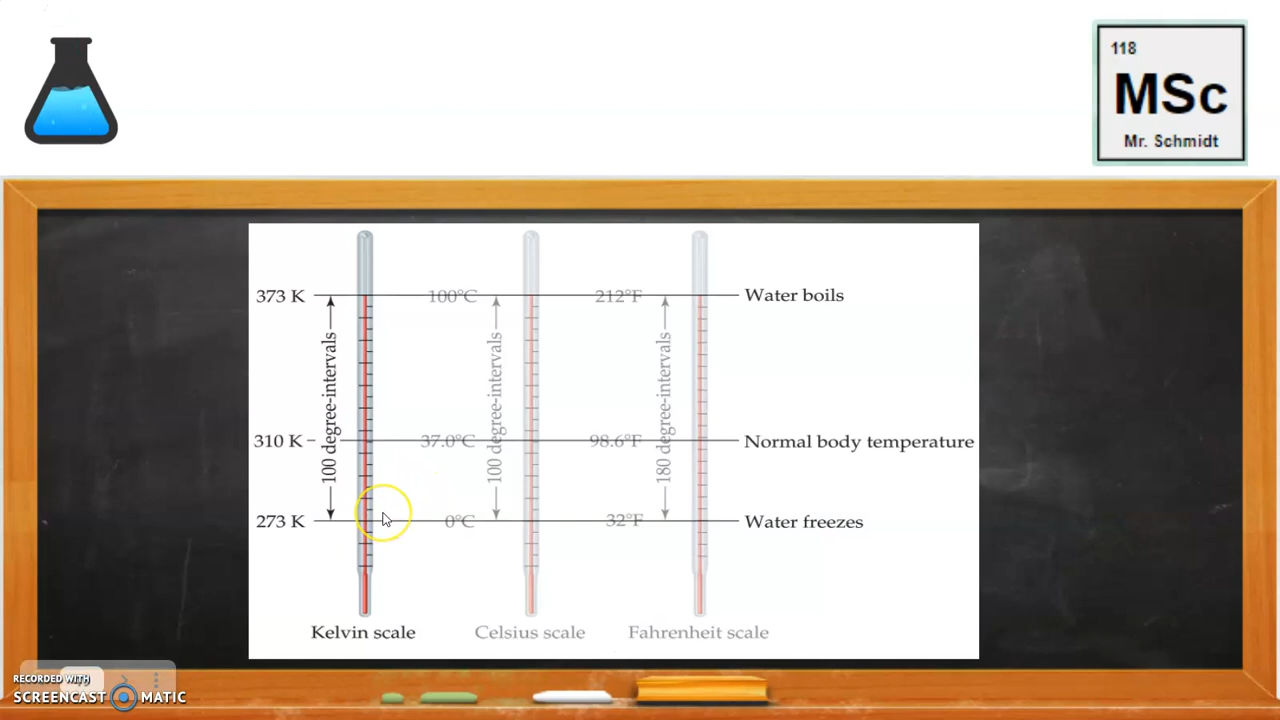 118
MSc
Mr. Schmidt
373 K
100°C
212°F
Water boils
100 degree-intervals
100 degree-intervals
180 degree-intervals
310 K
37.0°C
98.6°F
Normal body temperature
273 K
0°C
32°F
Water freezes
Kelvin scale
Celsius scale
Fahrenheit scale
RECORDED WITH
SCREENCAST MATIC